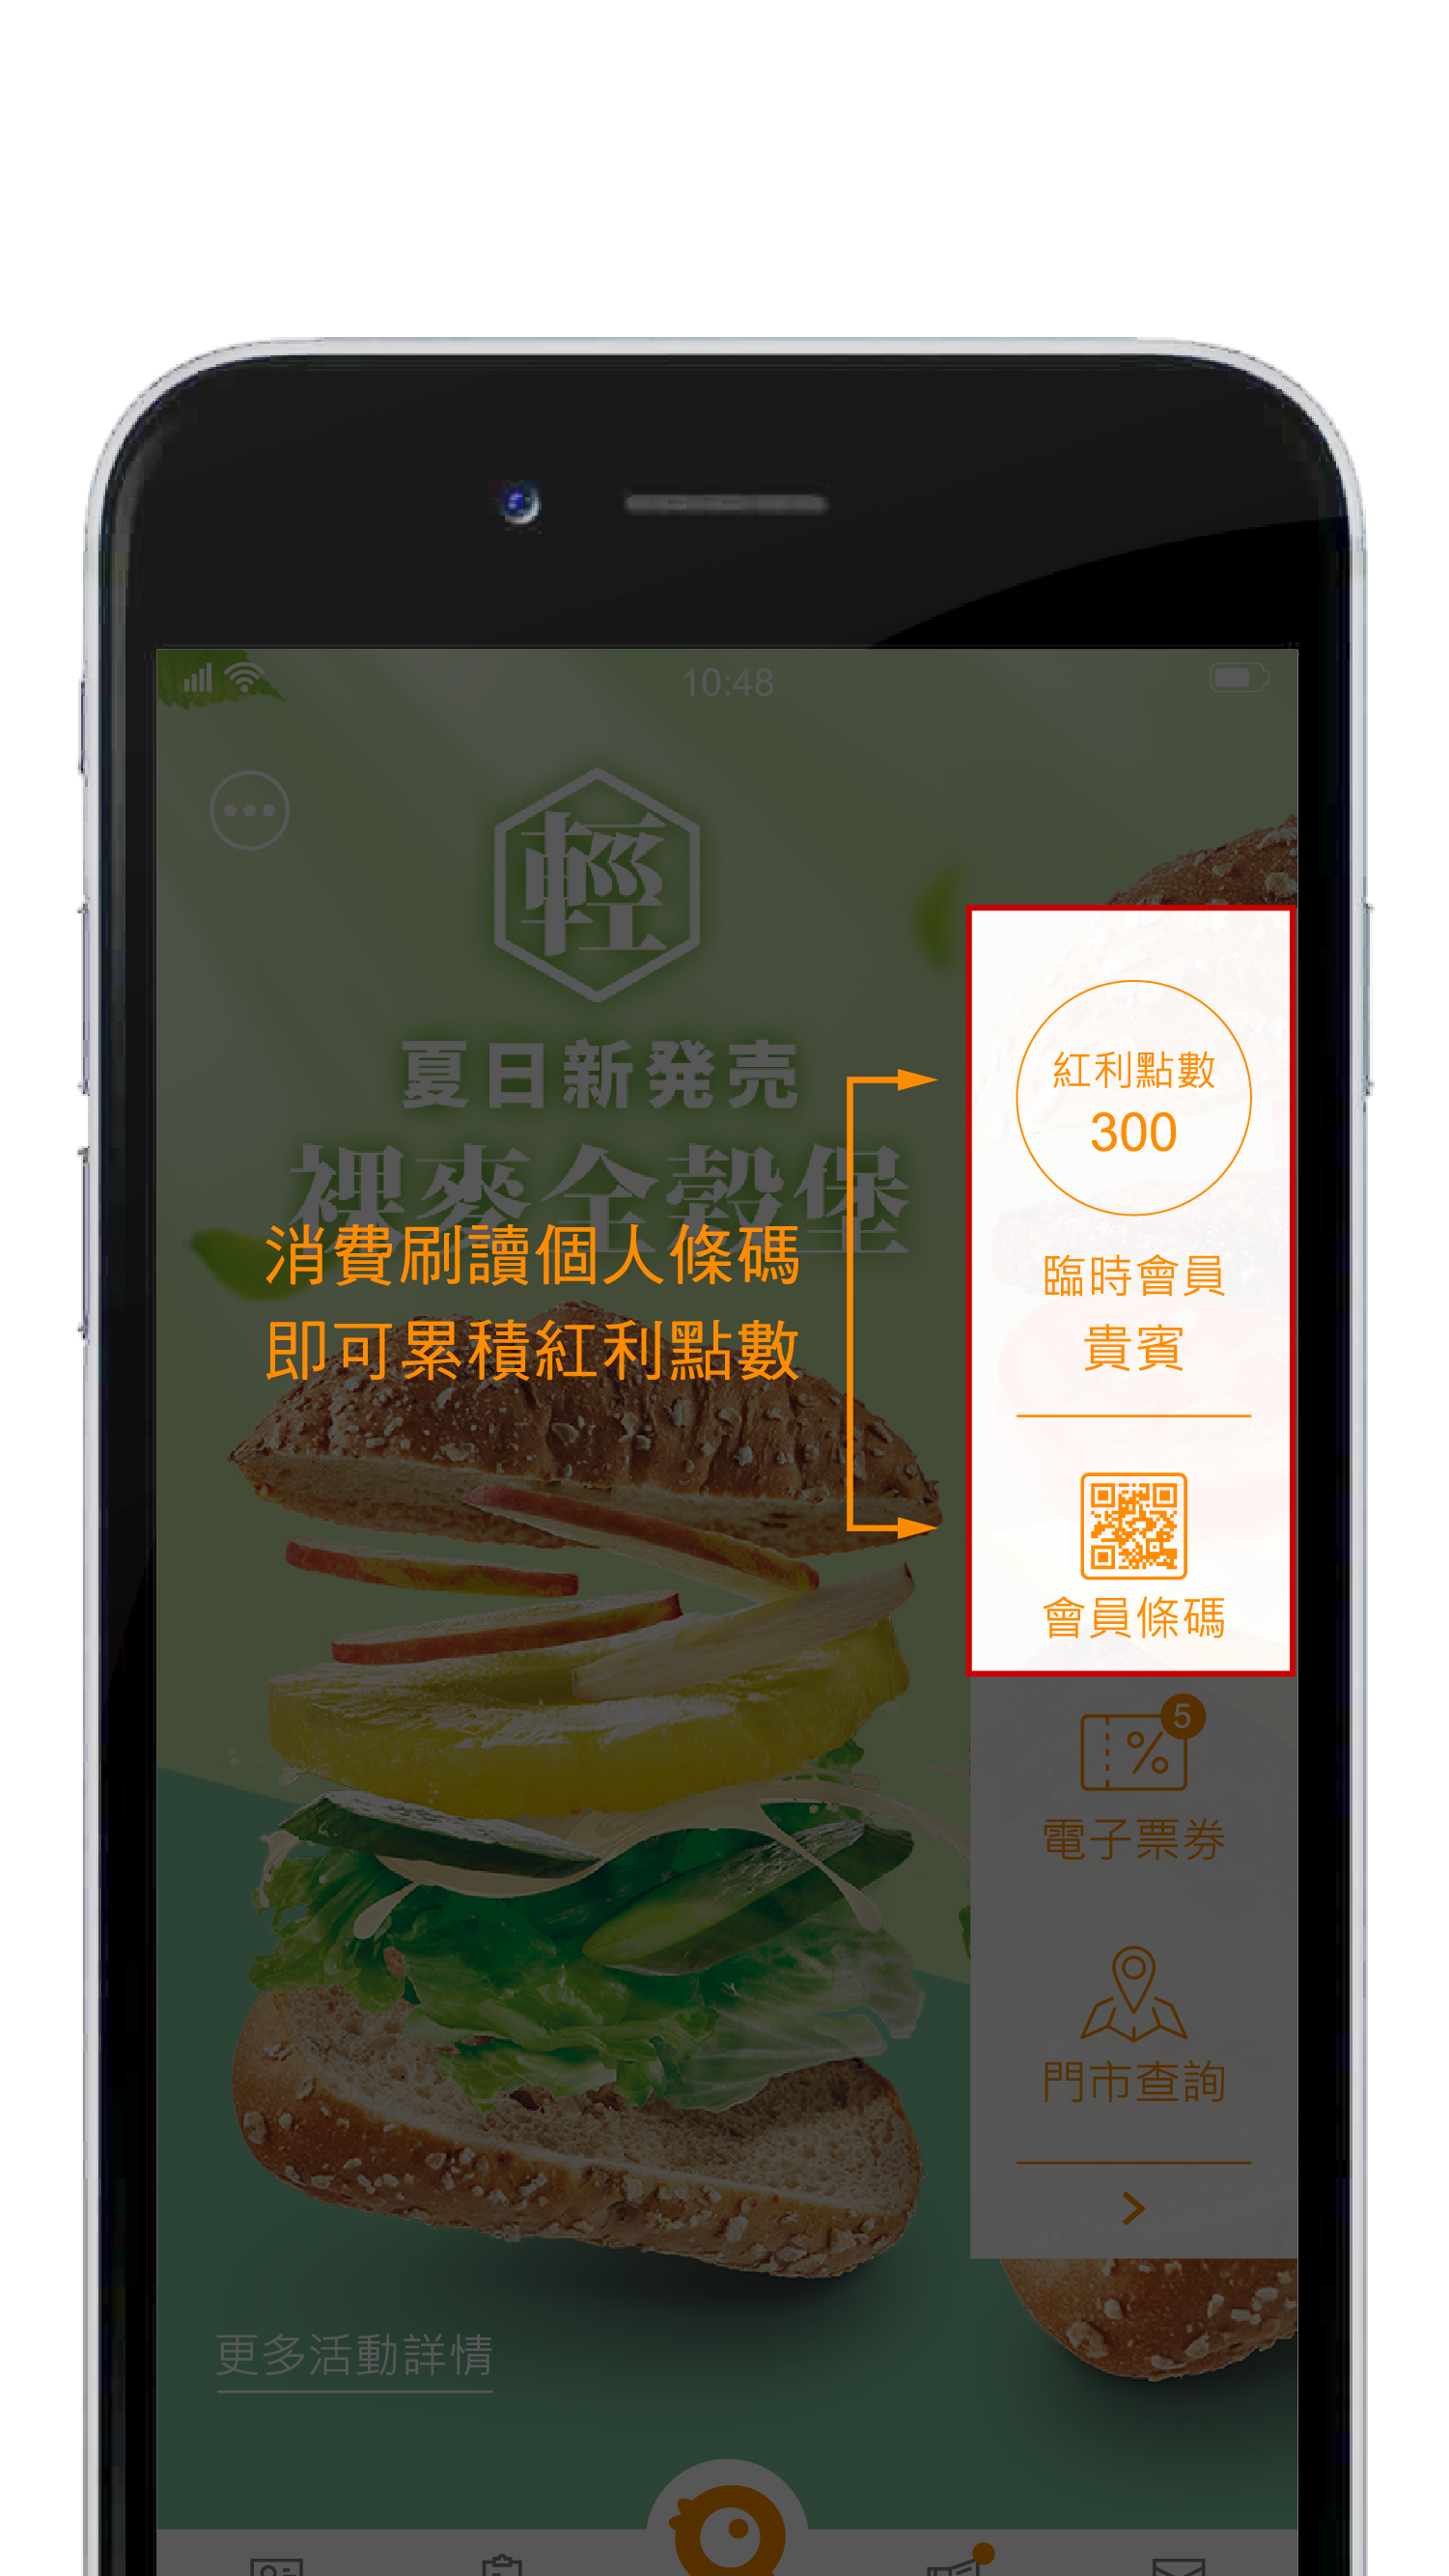 10:48
輕
夏日新発売
裸麥全穀堡
消費刷讀個人條碼
即可累積紅利點數
紅利點數
300
臨時會員
貴賓
會員條碼
5
電子票券
門市查詢
更多活動詳情